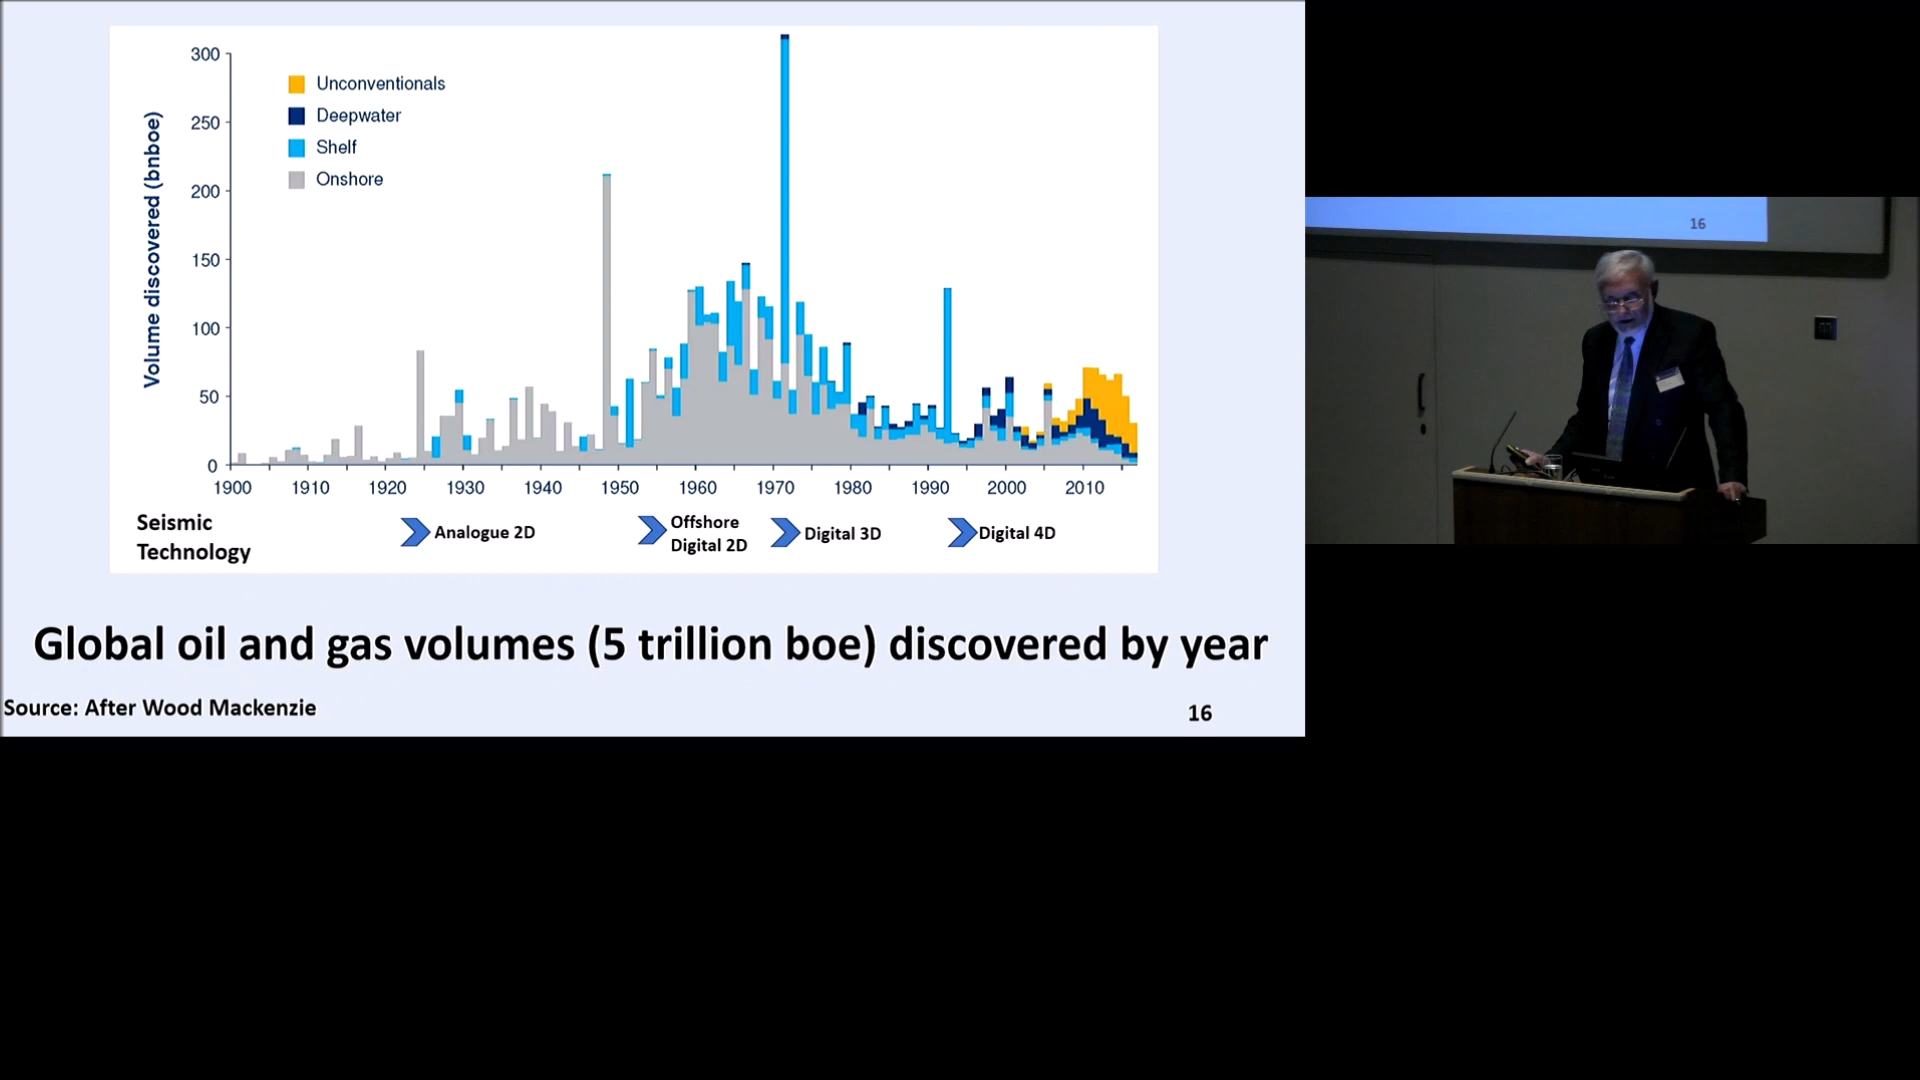 300
250
200
150
100
50
0
Volume discovered (bnboe)
Unconventionals
Deepwater
Shelf
Onshore
1900 1910 1920 1930 1940 1950 1960 1970 1980 1990 2000 2010
Seismic
Technology
Analogue 2D
Offshore
Digital 2D
Digital 3D
Digital 4D
Global oil and gas volumes (5 trillion boe) discovered by year
Source: After Wood Mackenzie
16
16